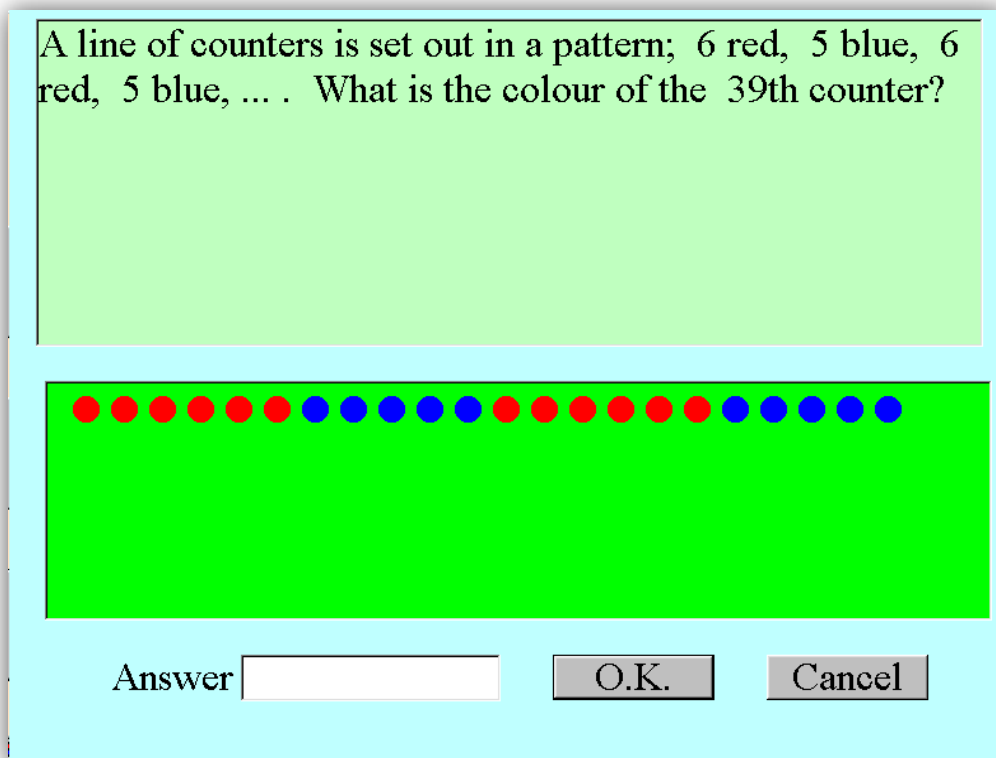 A line of counters is set out in a pattern;  6 red,  5 blue,  6
red,  5 blue, ... .  What is the colour of the  39th counter?
Answer
O.K.
Cancel